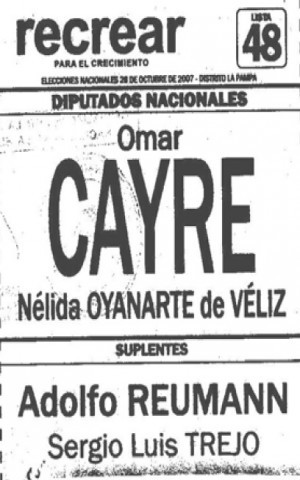 recrear
PARA EL CRECIMIENTO
LISTA
48
ELECCIONES NACIONALES 28 DE OCTUBRE DE 2007 - DISTRITO LA PAMPA
DIPUTADOS NACIONALES
Omar
CAYRE
Nélida OYANARTE de VÉLIZ
SUPLENTES
Adolfo REUMANN
Sergio Luis TREJO